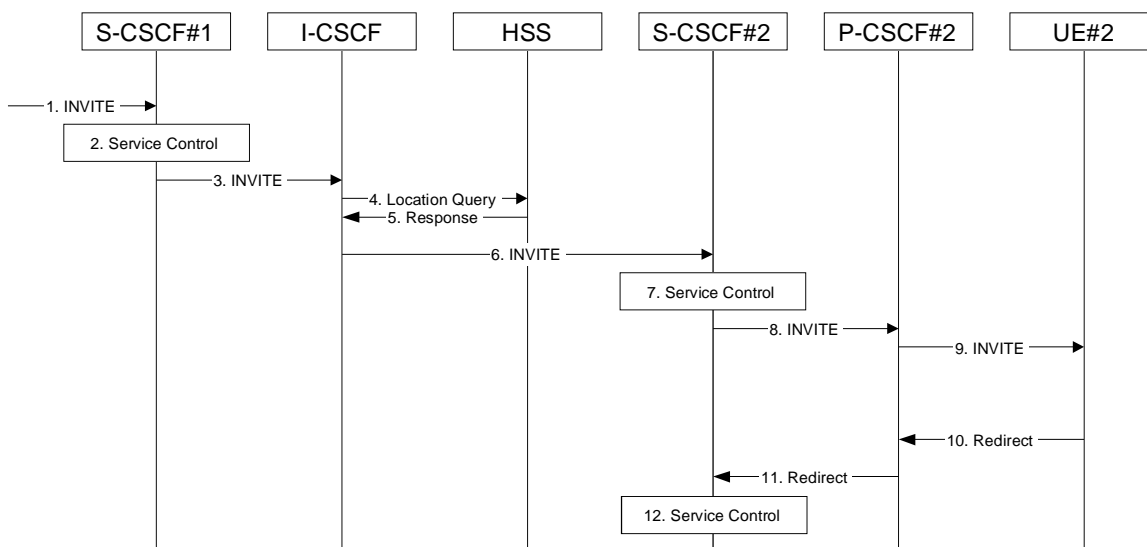 S-CSCF#1
I-CSCF
HSS
S-CSCF#2
P-CSCF#2
UE#2
1. INVITE
2. Service Control
3. INVITE
4. Location Query
5. Response
6. INVITE
7. Service Control
8. INVITE
9. INVITE
10. Redirect
11. Redirect
12. Service Control